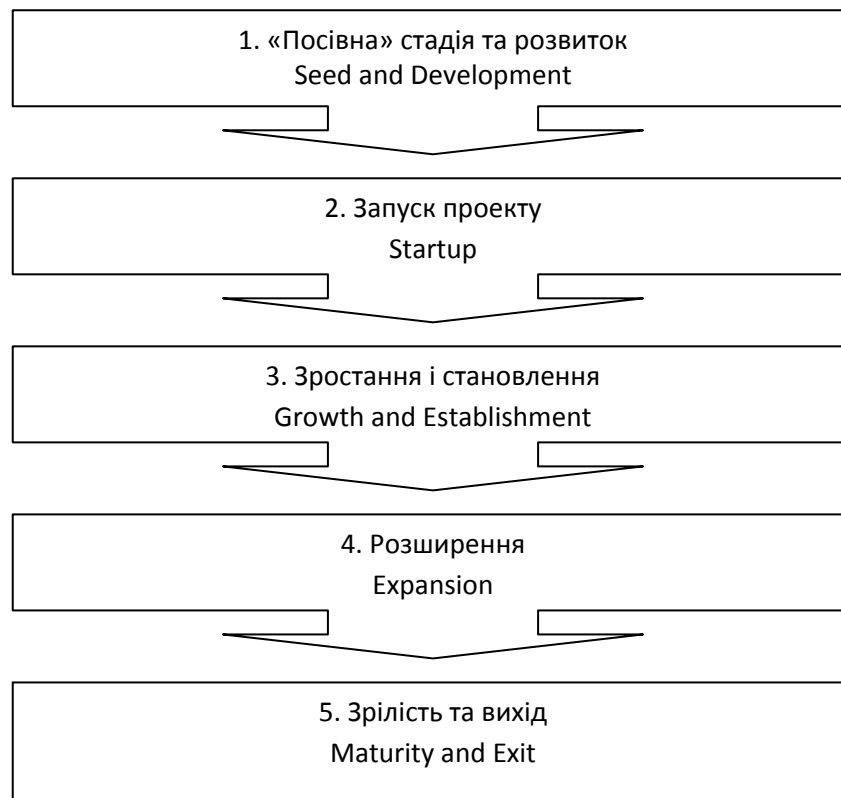 1. «Посівна» стадія та розвиток
Seed and Development
2. Запуск проекту
Startup
3. Зростання і становлення
Growth and Establishment
4. Розширення
Expansion
5. Зрілість та вихід
Maturity and Exit